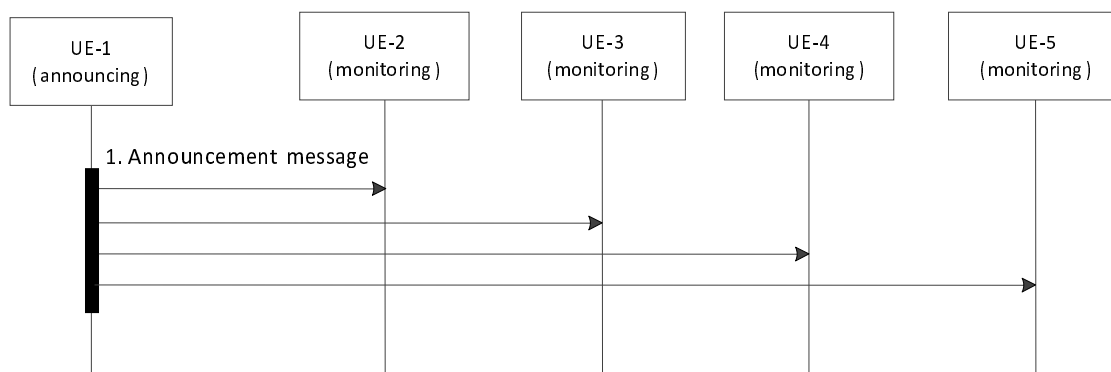 UE-1
(announcing)
UE-2
(monitoring)
UE-3
(monitoring)
UE-4
(monitoring)
UE-5
(monitoring)
1. Announcement message